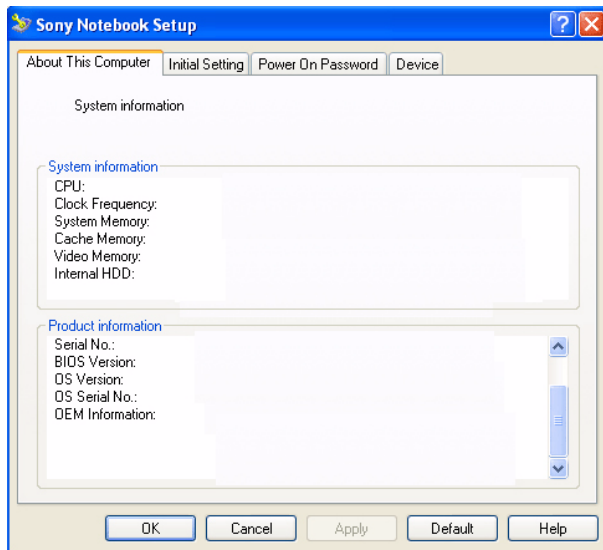 Sony Notebook Setup
About This Computer Initial Setting Power On Password Device
System information
System information
CPU:
Clock Frequency:
System Memory:
Cache Memory:
Video Memory:
Internal HDD:
Product information
Serial No.:
BIOS Version:
OS Version:
OS Serial No.:
OEM Information:
OK Cancel Apply Default Help